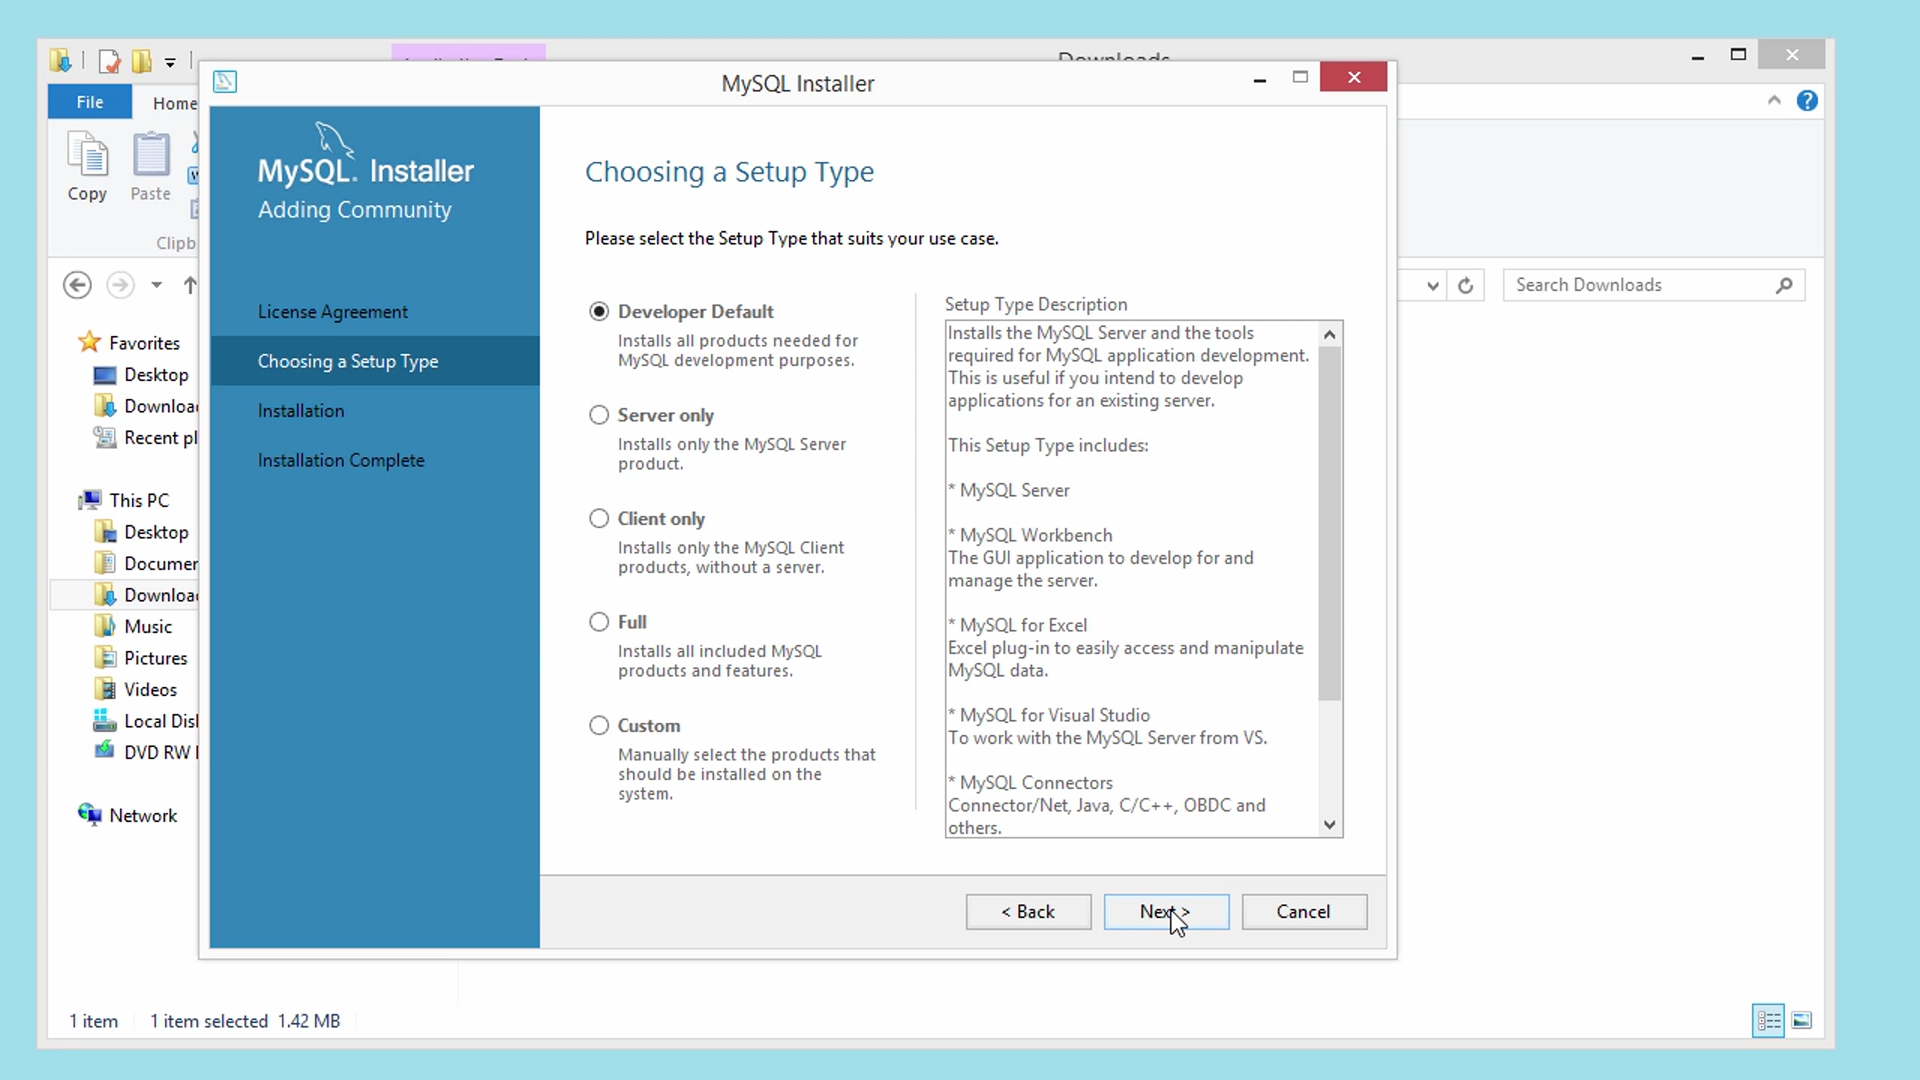 MySQL Installer
File
Home
Copy
Paste
Clipb
MySQL. Installer
Adding Community
License Agreement
Choosing a Setup Type
Installation
Installation Complete
Choosing a Setup Type
Please select the Setup Type that suits your use case.
Developer Default
Installs all products needed for
MySQL development purposes.
Server only
Installs only the MySQL Server
product.
Client only
Installs only the MySQL Client
products, without a server.
Full
Installs all included MySQL
products and features.
Custom
Manually select the products that
should be installed on the
system.
Setup Type Description
Installs the MySQL Server and the tools
required for MySQL application development.
This is useful if you intend to develop
applications for an existing server.
This Setup Type includes:
* MySQL Server
* MySQL Workbench
The GUI application to develop for and
manage the server.
* MySQL for Excel
Excel plug-in to easily access and manipulate
MySQL data.
* MySQL for Visual Studio
To work with the MySQL Server from VS.
* MySQL Connectors
Connector/Net, Java, C/C++, OBDC and
others.
< Back
Next >
Cancel
Downloads
Search Downloads
Favorites
Desktop
Downloa
Recent pl
This PC
Desktop
Documen
Downloa
Music
Pictures
Videos
Local Disk
DVD RW
Network
1 item
1 item selected 1.42 MB